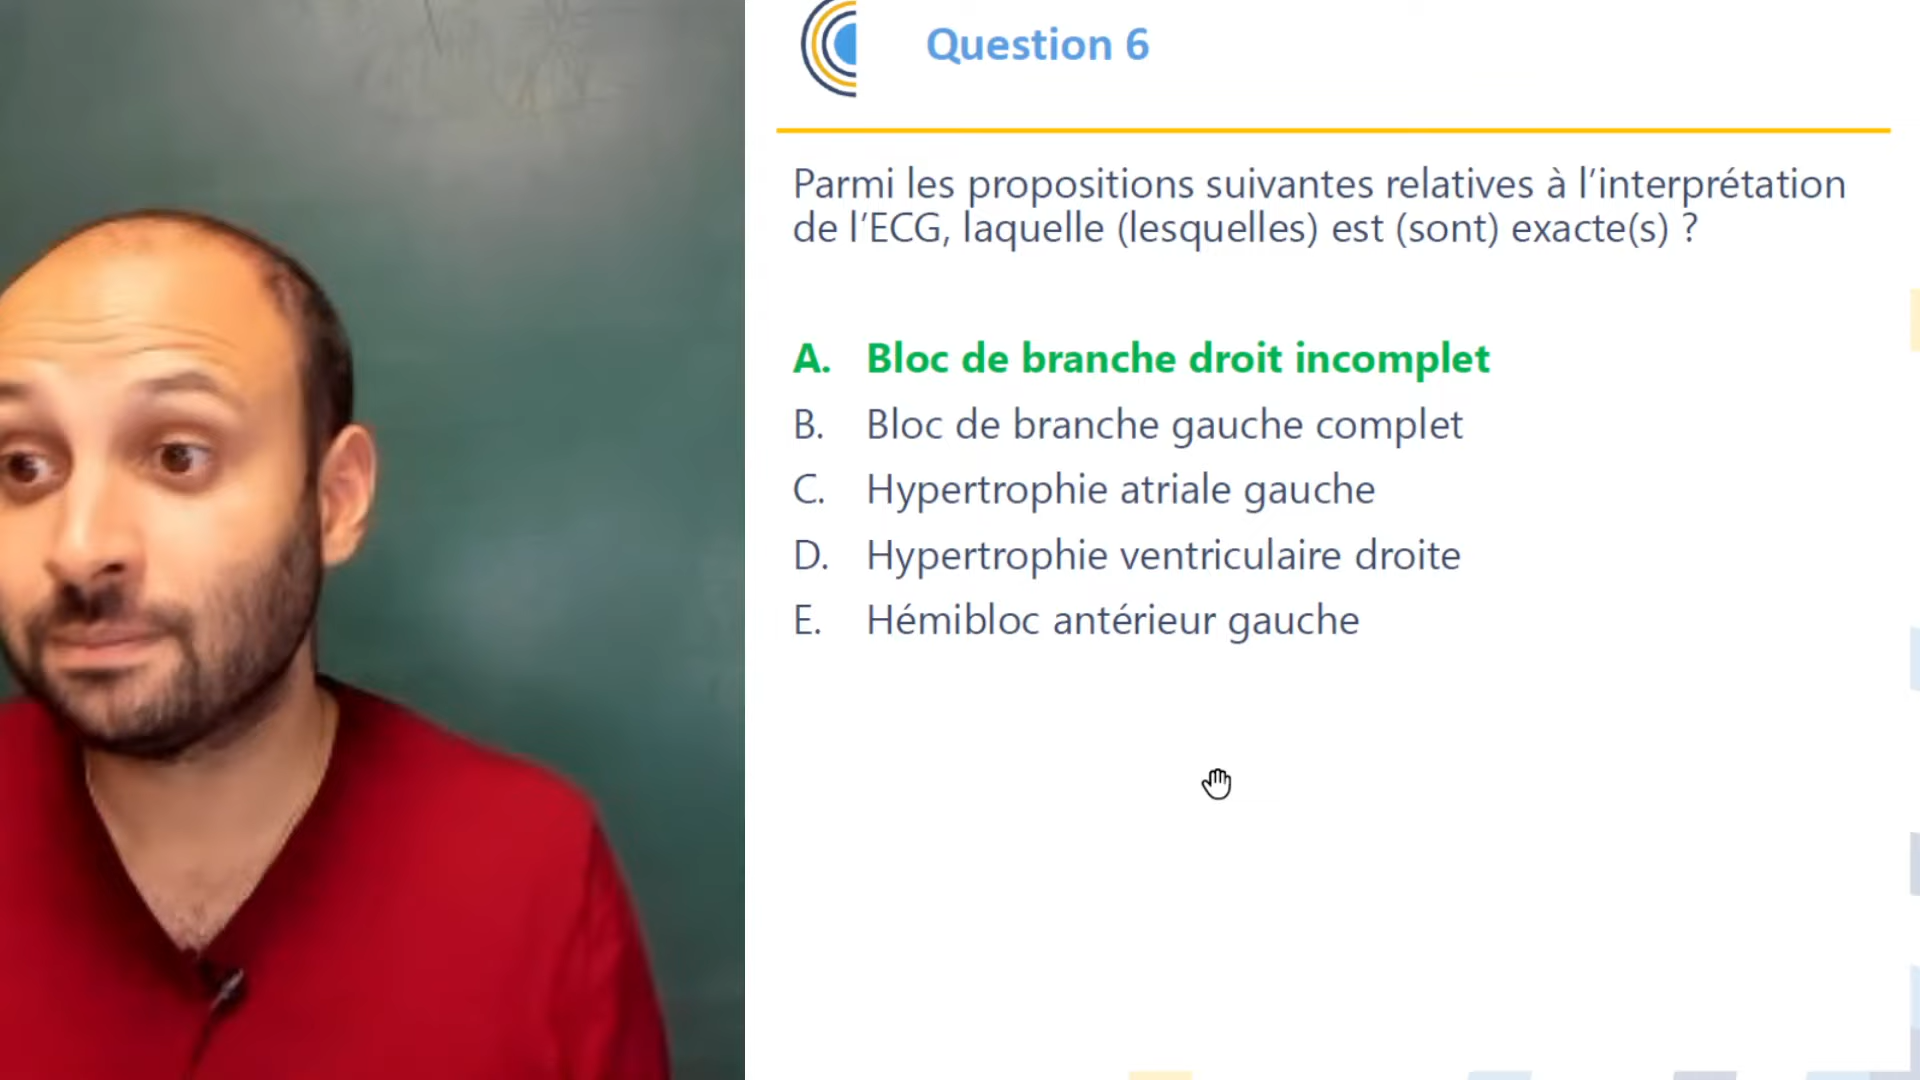 Question 6
Parmi les propositions suivantes relatives à l’interprétation
de l’ECG, laquelle (lesquelles) est (sont) exacte(s) ?
A. Bloc de branche droit incomplet
B. Bloc de branche gauche complet
C. Hypertrophie atriale gauche
D. Hypertrophie ventriculaire droite
E. Hémibloc antérieur gauche